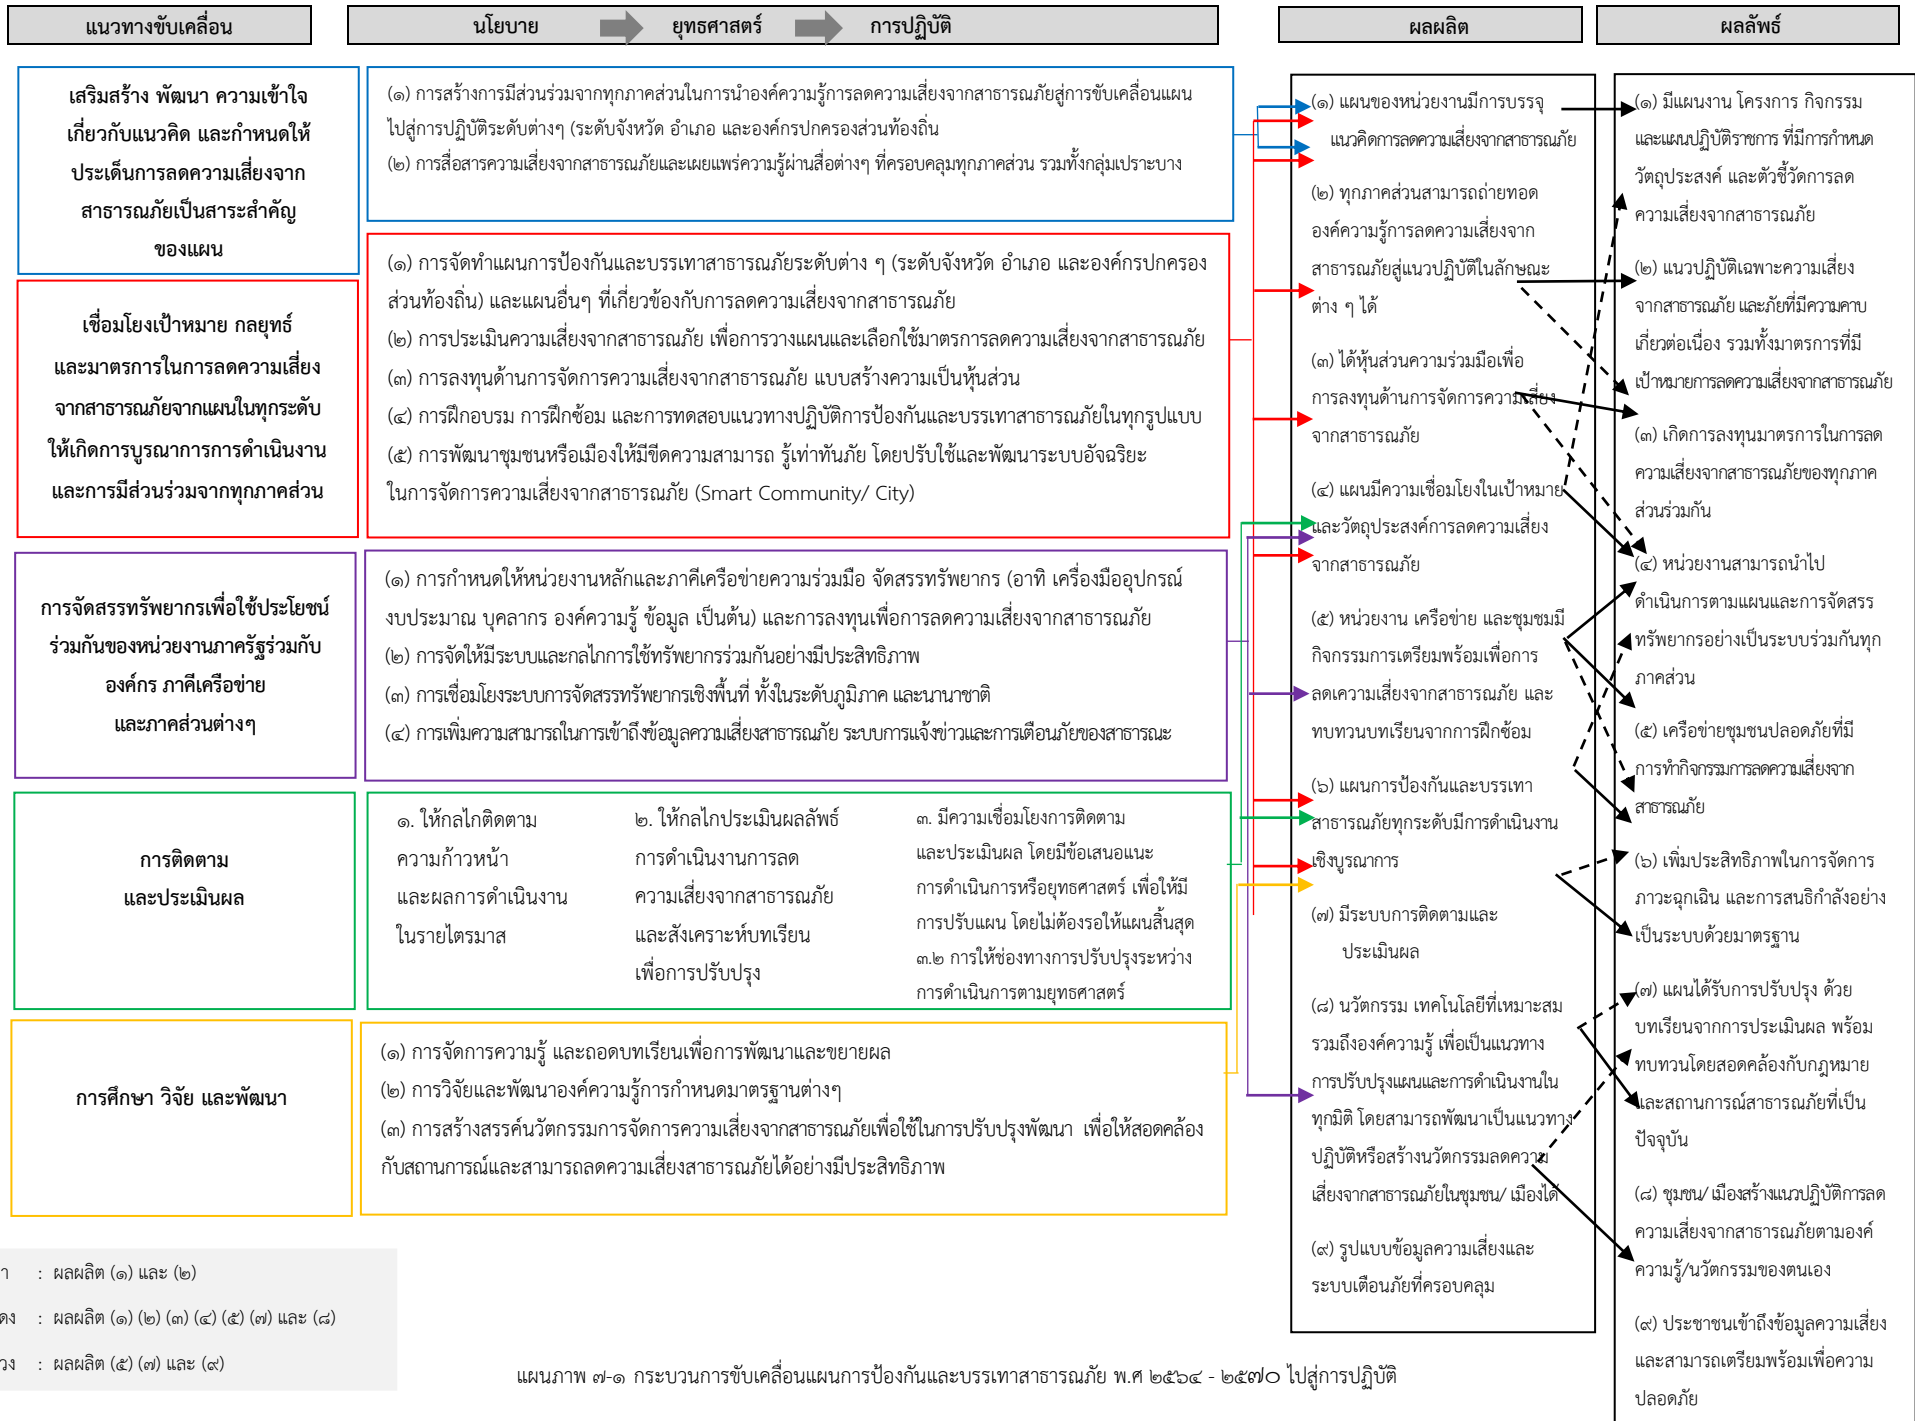 แนวทางขับเคลื่อน
นโยบาย
ยุทธศาสตร์
การปฏิบัติ
ผลผลิต
ผลลัพธ์
เสริมสร้าง พัฒนา ความเข้าใจ
เกี่ยวกับแนวคิด และกำหนดให้
ประเด็นการลดความเสี่ยงจาก
สาธารณภัยเป็นสาระสำคัญ
ของแผน
(๑) การสร้างการมีส่วนร่วมจากทุกภาคส่วนในการนำองค์ความรู้การลดความเสี่ยงจากสาธารณภัยสู่การขับเคลื่อนแผน
ไปสู่การปฏิบัติระดับต่างๆ (ระดับจังหวัด อำเภอ และองค์กรปกครองส่วนท้องถิ่น
(๒) การสื่อสารความเสี่ยงจากสาธารณภัยและเผยแพร่ความรู้ผ่านสื่อต่างๆ ที่ครอบคลุมทุกภาคส่วน รวมทั้งกลุ่มเปราะบาง
เชื่อมโยงเป้าหมาย กลยุทธ์
และมาตรการในการลดความเสี่ยง
จากสาธารณภัยจากแผนในทุกระดับ
ให้เกิดการบูรณาการการดำเนินงาน
และการมีส่วนร่วมจากทุกภาคส่วน
(๑) การจัดทำแผนการป้องกันและบรรเทาสาธารณภัยระดับต่าง ๆ (ระดับจังหวัด อำเภอ และองค์กรปกครอง
ส่วนท้องถิ่น) และแผนอื่นๆ ที่เกี่ยวข้องกับการลดความเสี่ยงจากสาธารณภัย
(๒) การประเมินความเสี่ยงจากสาธารณภัย เพื่อการวางแผนและเลือกใช้มาตรการลดความเสี่ยงจากสาธารณภัย
(๓) การลงทุนด้านการจัดการความเสี่ยงจากสาธารณภัย แบบสร้างความเป็นหุ้นส่วน
(๔) การฝึกอบรม การฝึกซ้อม และการทดสอบแนวทางปฏิบัติการป้องกันและบรรเทาสาธารณภัยในทุกรูปแบบ
(๕) การพัฒนาชุมชนหรือเมืองให้มีขีดความสามารถ รู้เท่าทันภัย โดยปรับใช้และพัฒนาระบบอัจฉริยะ
ในการจัดการความเสี่ยงจากสาธารณภัย (Smart Community/ City)
การจัดสรรทรัพยากรเพื่อใช้ประโยชน์
ร่วมกันของหน่วยงานภาครัฐร่วมกับ
องค์กร ภาคีเครือข่าย
และภาคส่วนต่างๆ
(๑) การกำหนดให้หน่วยงานหลักและภาคีเครือข่ายความร่วมมือ จัดสรรทรัพยากร (อาทิ เครื่องมืออุปกรณ์
งบประมาณ บุคลากร องค์ความรู้ ข้อมูล เป็นต้น) และการลงทุนเพื่อการลดความเสี่ยงจากสาธารณภัย
(๒) การจัดให้มีระบบและกลไกการใช้ทรัพยากรร่วมกันอย่างมีประสิทธิภาพ
(๓) การเชื่อมโยงระบบการจัดสรรทรัพยากรเชิงพื้นที่ ทั้งในระดับภูมิภาค และนานาชาติ
(๔) การเพิ่มความสามารถในการเข้าถึงข้อมูลความเสี่ยงสาธารณภัย ระบบการแจ้งข่าวและการเตือนภัยของสาธารณะ
การติดตาม
และประเมินผล
๑. ให้กลไกติดตาม
ความก้าวหน้า
และผลการดำเนินงาน
ในรายไตรมาส
๒. ให้กลไกประเมินผลลัพธ์
การดำเนินงานการลด
ความเสี่ยงจากสาธารณภัย
และสังเคราะห์บทเรียน
เพื่อการปรับปรุง
๓. มีความเชื่อมโยงการติดตาม
และประเมินผล โดยมีข้อเสนอแนะ
การดำเนินการหรือยุทธศาสตร์ เพื่อให้มี
การปรับแผน โดยไม่ต้องรอให้แผนสิ้นสุด
๓.๒ การให้ช่องทางการปรับปรุงระหว่าง
การดำเนินการตามยุทธศาสตร์
การศึกษา วิจัย และพัฒนา
(๑) การจัดการความรู้ และถอดบทเรียนเพื่อการพัฒนาและขยายผล
(๒) การวิจัยและพัฒนาองค์ความรู้การกำหนดมาตรฐานต่างๆ
(๓) การสร้างสรรค์นวัตกรรมการจัดการความเสี่ยงจากสาธารณภัยเพื่อใช้ในการปรับปรุงพัฒนา เพื่อให้สอดคล้อง
กับสถานการณ์และสามารถลดความเสี่ยงสาธารณภัยได้อย่างมีประสิทธิภาพ
(๑) แผนของหน่วยงานมีการบรรจุ
แนวคิดการลดความเสี่ยงจากสาธารณภัย
(๒) ทุกภาคส่วนสามารถถ่ายทอด
องค์ความรู้การลดความเสี่ยงจาก
สาธารณภัยสู่แนวปฏิบัติในลักษณะ
ต่าง ๆ ได้
(๓) ได้หุ้นส่วนความร่วมมือเพื่อ
การลงทุนด้านการจัดการความเสี่ยง
จากสาธารณภัย
(๔) แผนมีความเชื่อมโยงในเป้าหมาย
และวัตถุประสงค์การลดความเสี่ยง
จากสาธารณภัย
(๕) หน่วยงาน เครือข่าย และชุมชมมี
กิจกรรมการเตรียมพร้อมเพื่อการ
ลดเความเสี่ยงจากสาธารณภัย และ
ทบทวนบทเรียนจากการฝึกซ้อม
(๖) แผนการป้องกันและบรรเทา
สาธารณภัยทุกระดับมีการดำเนินงาน
เชิงบูรณาการ
(๗) มีระบบการติดตามและ
ประเมินผล
(๘) นวัตกรรม เทคโนโลยีที่เหมาะสม
รวมถึงองค์ความรู้ เพื่อเป็นแนวทาง
การปรับปรุงแผนและการดำเนินงานใน
ทุกมิติ โดยสามารถพัฒนาเป็นแนวทาง
ปฏิบัติหรือสร้างนวัตกรรมลดความ
เสี่ยงจากสาธารณภัยในชุมชน/ เมืองได้
(๙) รูปแบบข้อมูลความเสี่ยงและ
ระบบเตือนภัยที่ครอบคลุม
(๑) มีแผนงาน โครงการ กิจกรรม
และแผนปฏิบัติราชการ ที่มีการกำหนด
วัตถุประสงค์ และตัวชี้วัดการลด
ความเสี่ยงจากสาธารณภัย
(๒) แนวปฏิบัติเฉพาะความเสี่ยง
จากสาธารณภัย และภัยที่มีความคาบ
เกี่ยวต่อเนื่อง รวมทั้งมาตรการที่มี
เป้าหมายการลดความเสี่ยงจากสาธารณภัย
(๓) เกิดการลงทุนมาตรการในการลด
ความเสี่ยงจากสาธารณภัยของทุกภาค
ส่วนร่วมกัน
(๔) หน่วยงานสามารถนำไป
ดำเนินการตามแผนและการจัดสรร
ทรัพยากรอย่างเป็นระบบร่วมกันทุก
ภาคส่วน
(๕) เครือข่ายชุมชนปลอดภัยที่มี
การทำกิจกรรมการลดความเสี่ยงจาก
สาธารณภัย
(๖) เพิ่มประสิทธิภาพในการจัดการ
ภาวะฉุกเฉิน และการสนธิกำลังอย่าง
เป็นระบบด้วยมาตรฐาน
(๗) แผนได้รับการปรับปรุง ด้วย
บทเรียนจากการประเมินผล พร้อม
ทบทวนโดยสอดคล้องกับกฎหมาย
และสถานการณ์สาธารณภัยที่เป็น
ปัจจุบัน
(๘) ชุมชน/ เมืองสร้างแนวปฏิบัติการลด
ความเสี่ยงจากสาธารณภัยตามองค์
ความรู้/นวัตกรรมของตนเอง
(๙) ประชาชนเข้าถึงข้อมูลความเสี่ยง
และสามารถเตรียมพร้อมเพื่อความ
ปลอดภัย
: ผลผลิต (๑) และ (๒)
: ผลผลิต (๑) (๒) (๓) (๔) (๕) (๗) และ (๘)
: ผลผลิต (๕) (๗) และ (๙)
แผนภาพ ๗-๑ กระบวนการขับเคลื่อนแผนการป้องกันและบรรเทาสาธารณภัย พ.ศ ๒๕๖๔ - ๒๕๗๐ ไปสู่การปฏิบัติ